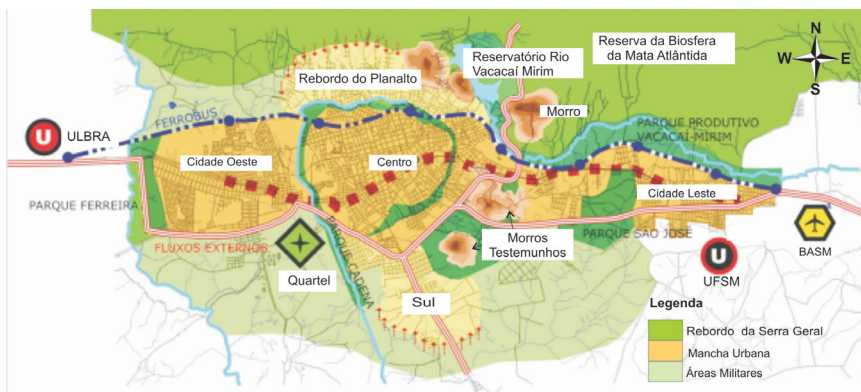 Reserva da Biosfera
da Mata Atlântida
N
W E
S
Reservatório Rio
Vacacaí Mirim
Rebordo do Planalto
Morro
PARQUE PRODUTIVO
VACACAÍ-MIRIM
U
ULBRA
FERROBUS
Cidade Oeste
Centro
Cidade Leste
PARQUE FERREIRA
FLUXOS EXTERNOS
Quartel
PARQUE CADENA
Morros
Testemunhos
PARQUE SÃO JOSÉ
BASM
U
UFSM
Sul
Legenda
Rebordo da Serra Geral
Mancha Urbana
Áreas Militares